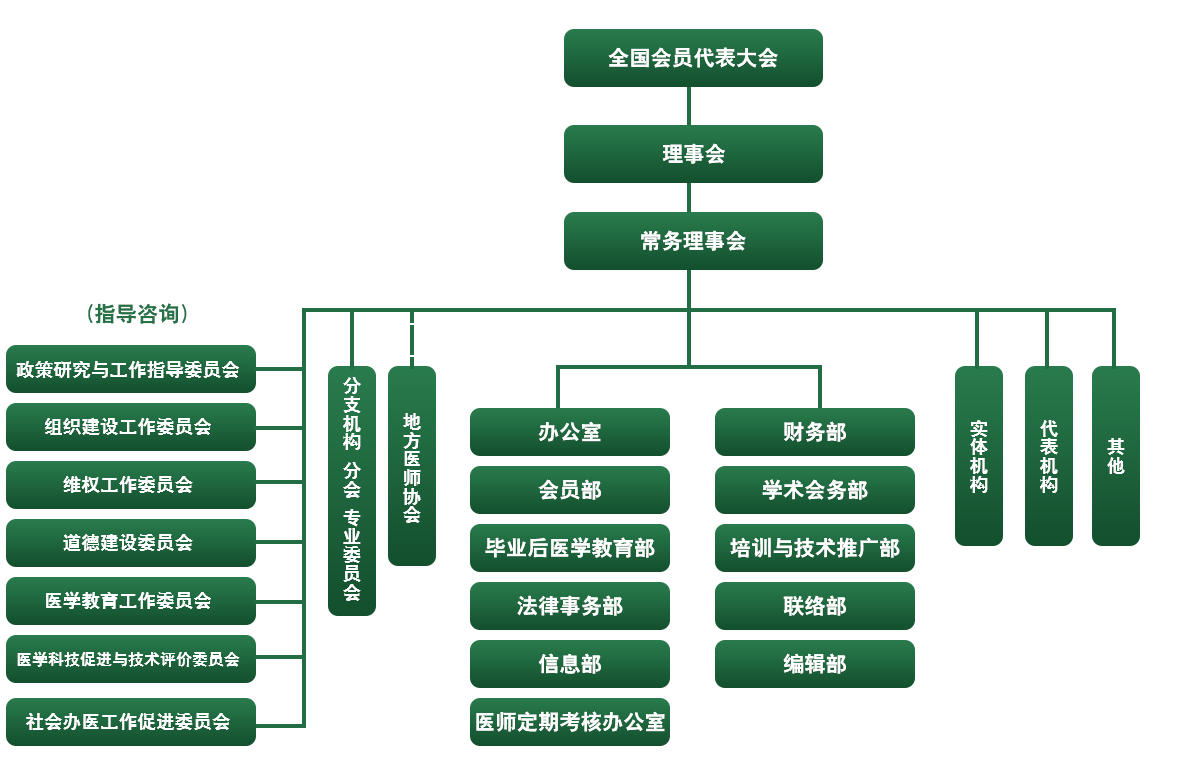 全国会员代表大会
理事会
常务理事会
（指导咨询）
政策研究与工作指导委员会
组织建设工作委员会
维权工作委员会
道德建设委员会
医学教育工作委员会
医学科技促进与技术评价委员会
社会办医工作促进委员会
分支机构 分会 专业委员会
地方医师协会
办公室
会员部
毕业后医学教育部
法律事务部
信息部
医师定期考核办公室
财务部
学术会务部
培训与技术推广部
联络部
编辑部
实体机构
代表机构
其他